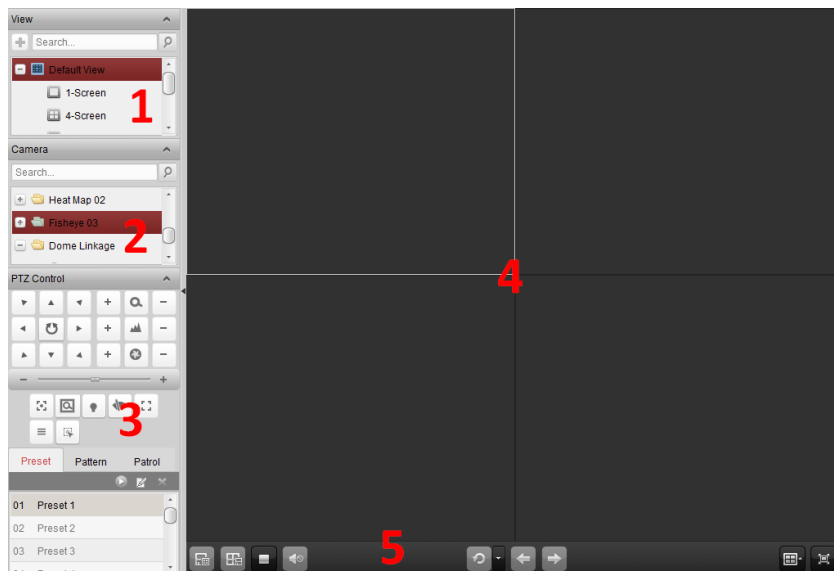 View
Search...
Default View
1-Screen
4-Screen
1
Camera
Search...
Heat Map 02
Fisheye 03
Dome Linkage
2
PTZ Control
3
Preset Pattern Patrol
01 Preset 1
02 Preset 2
03 Preset 3
4
5